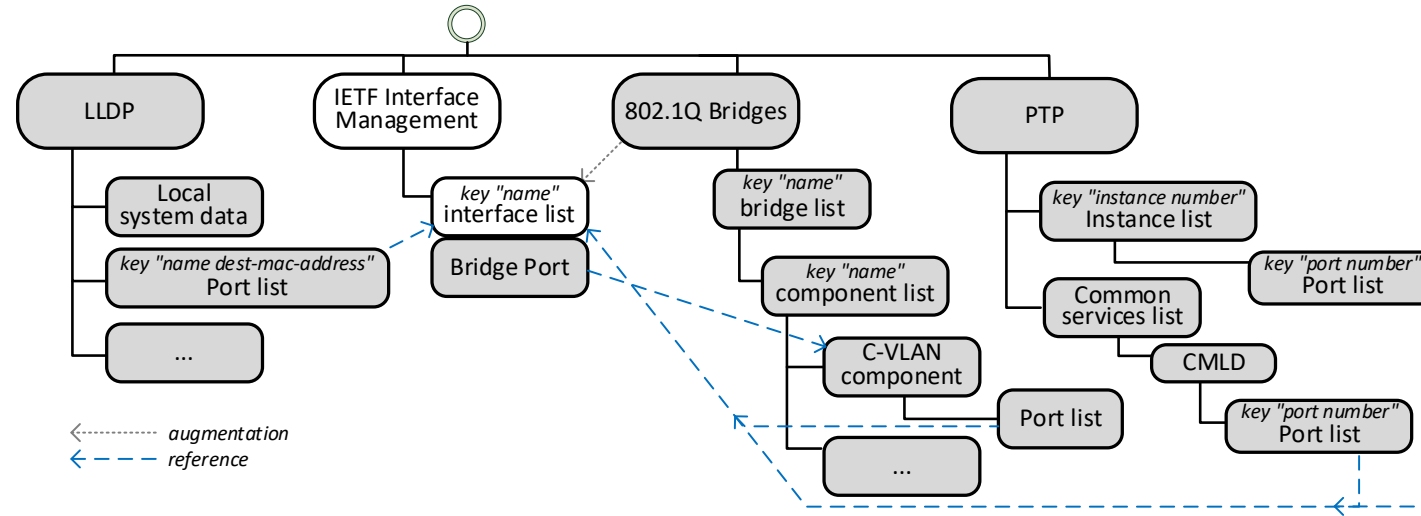 LLDP
IETF Interface
Management
802.1Q Bridges
PTP
Local
system data
key "name dest-mac-address"
Port list
...
key "name"
interface list
Bridge Port
key "name"
bridge list
key "name"
component list
C-VLAN
component
Port list
...
key "instance number"
Instance list
key "port number"
Port list
Common
services list
CMLD
key "port number"
Port list
augmentation
reference